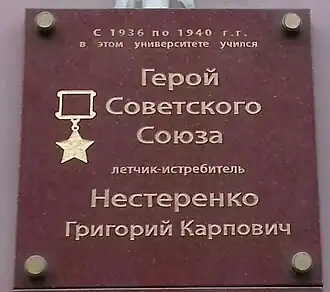 С 1936 по 1940 г.г.
в этом университете учился
Герой
Советского
Союза
летчик-истребитель
Нестеренко
Григорий Карпович